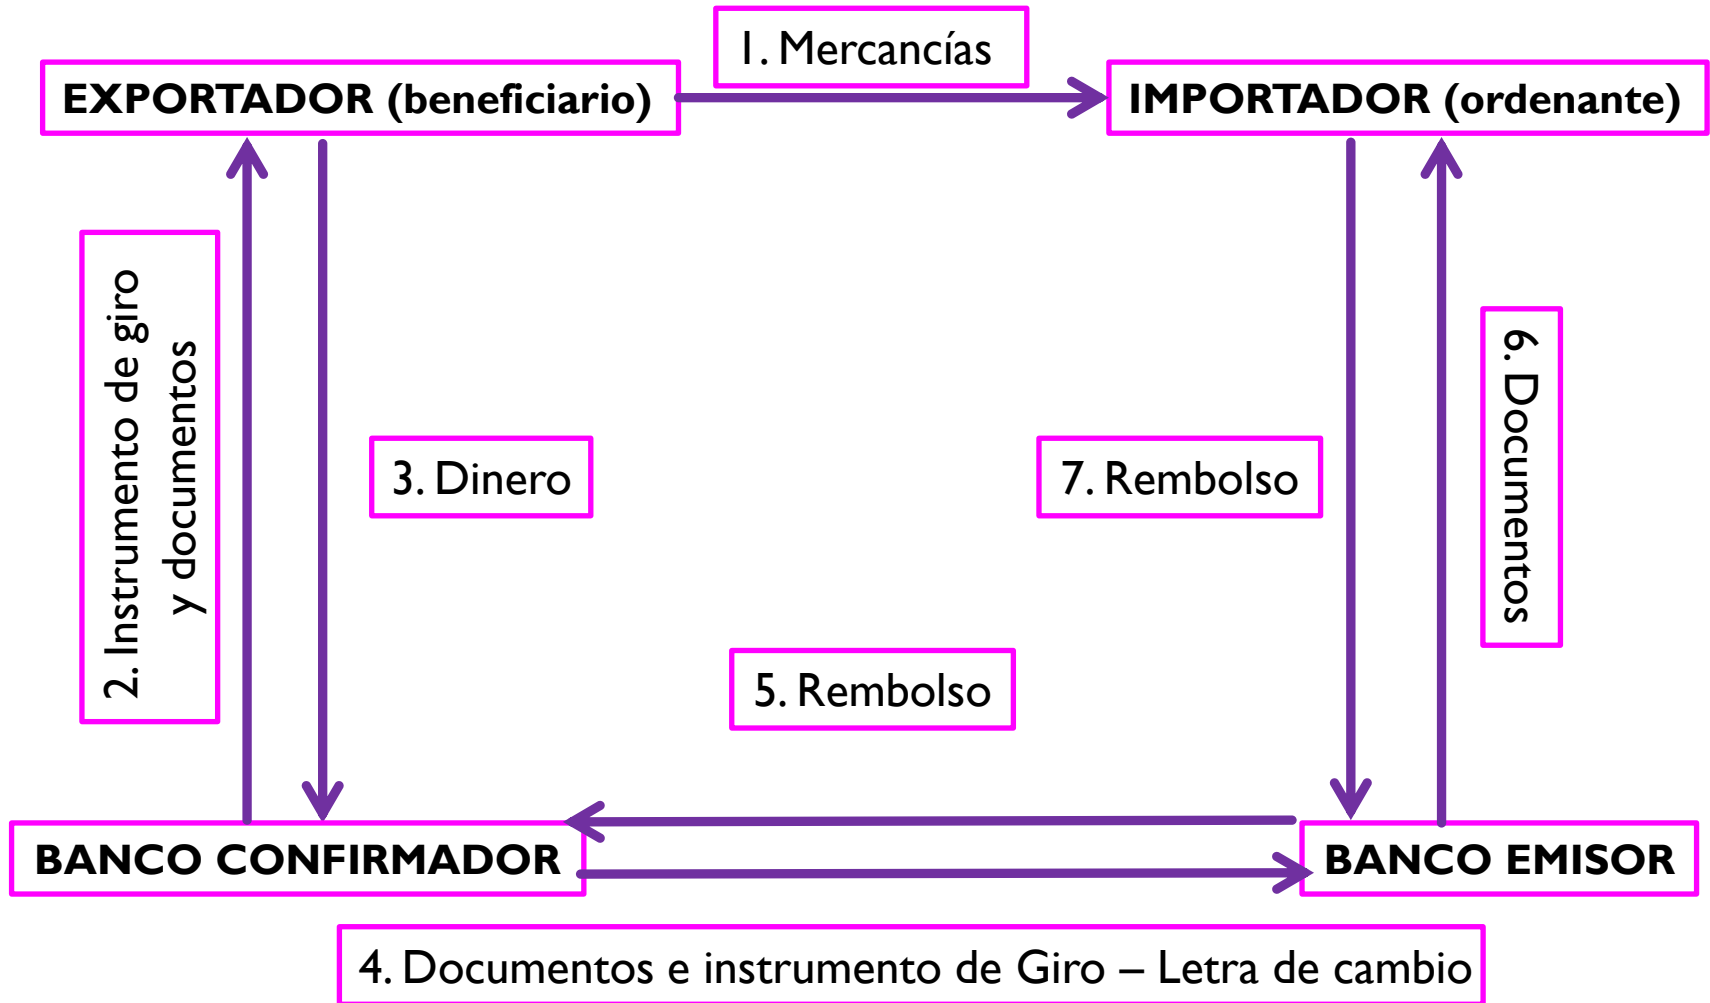 1. Mercancías
EXPORTADOR (beneficiario)
IMPORTADOR (ordenante)
2. Instrumento de giro
y documentos
3. Dinero
7. Rembolso
6. Documentos
5. Rembolso
BANCO CONFIRMADOR
BANCO EMISOR
4. Documentos e instrumento de Giro – Letra de cambio